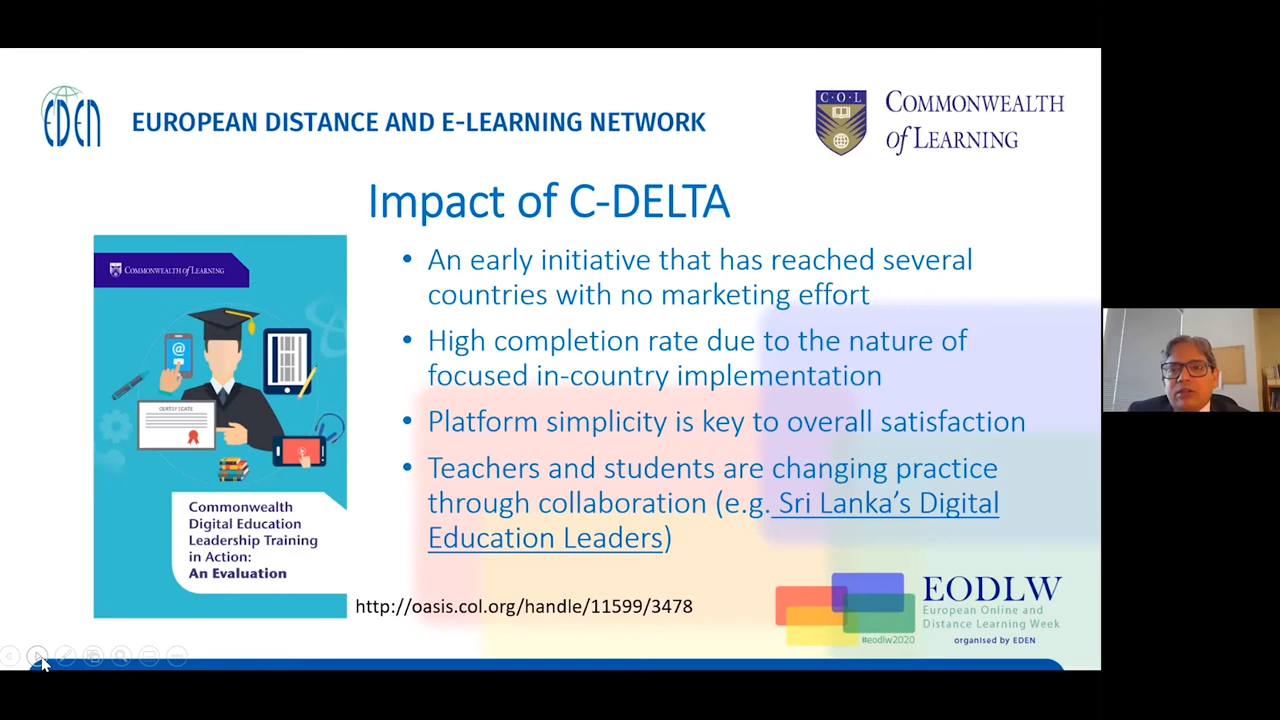 EDEN
EUROPEAN DISTANCE AND E-LEARNING NETWORK
C·O·L
COMMONWEALTH
of LEARNING
Impact of C-DELTA
COMMONWEALTH of LEARNING
@
CERTIFICATE
Commonwealth
Digital Education
Leadership Training
in Action:
An Evaluation
• An early initiative that has reached several
countries with no marketing effort
• High completion rate due to the nature of
focused in-country implementation
• Platform simplicity is key to overall satisfaction
• Teachers and students are changing practice
through collaboration (e.g. Sri Lanka's Digital
Education Leaders)
http://oasis.col.org/handle/11599/3478
#eodlw2020
EODLW
European Online and
Distance Learning Week
organised by EDEN